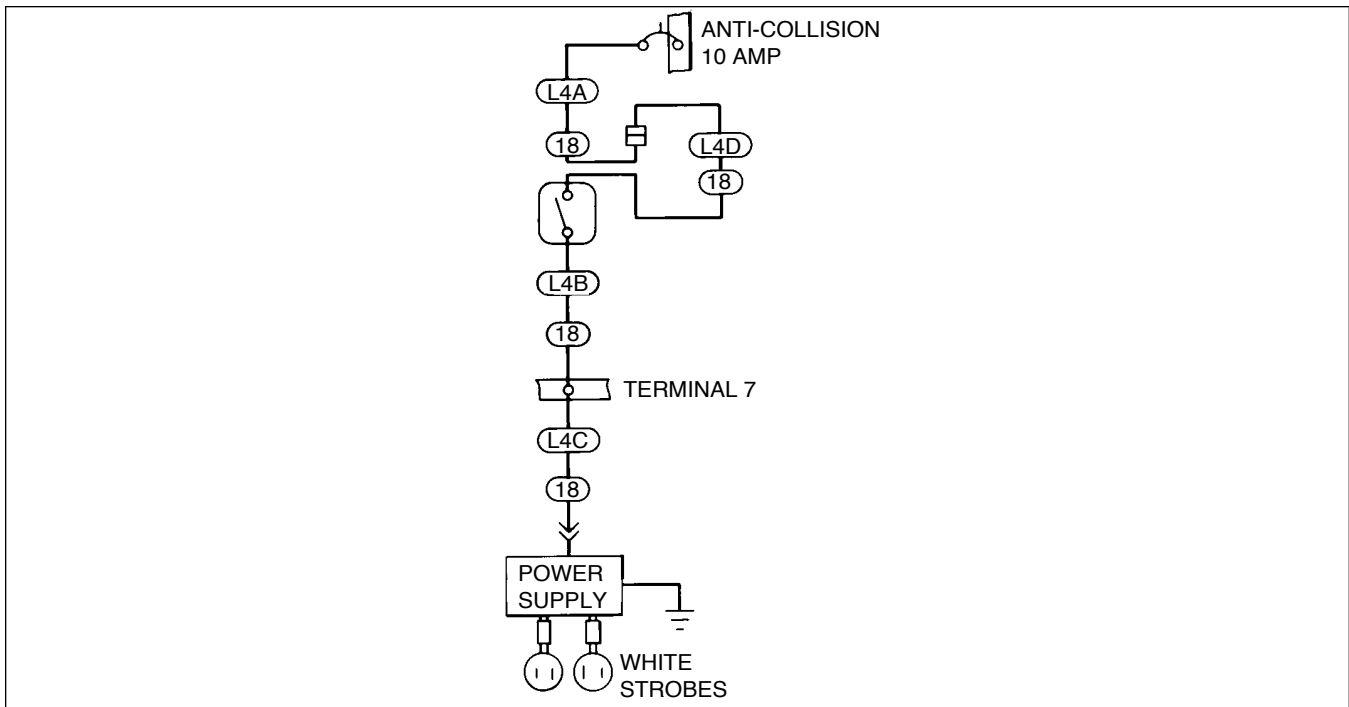 ANTI-COLLISION
10 AMP
L4A
18
L4D
18
L4B
18
TERMINAL 7
L4C
18
POWER
SUPPLY
WHITE
STROBES